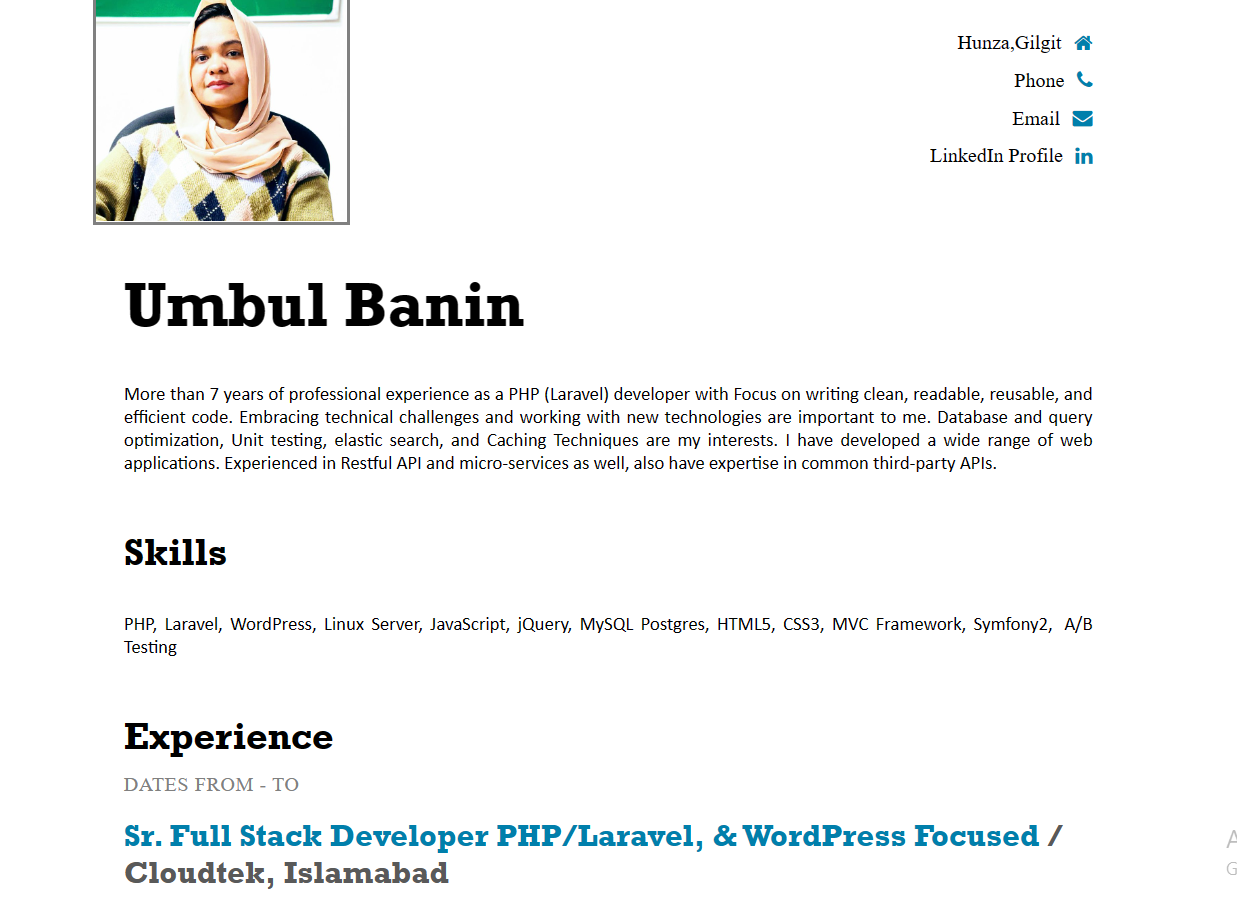 Hunza,Gilgit
Phone
Email
LinkedIn Profile
Umbul Banin
More than 7 years of professional experience as a PHP (Laravel) developer with Focus on writing clean, readable, reusable, and
efficient code. Embracing technical challenges and working with new technologies are important to me. Database and query
optimization, Unit testing, elastic search, and Caching Techniques are my interests. I have developed a wide range of web
applications. Experienced in Restful API and micro-services as well, also have expertise in common third-party APIs.
Skills
PHP, Laravel, WordPress, Linux Server, JavaScript, jQuery, MySQL Postgres, HTML5, CSS3, MVC Framework, Symfony2, A/B
Testing
Experience
DATES FROM - TO
Sr. Full Stack Developer PHP/Laravel, & WordPress Focused /
Cloudtek, Islamabad